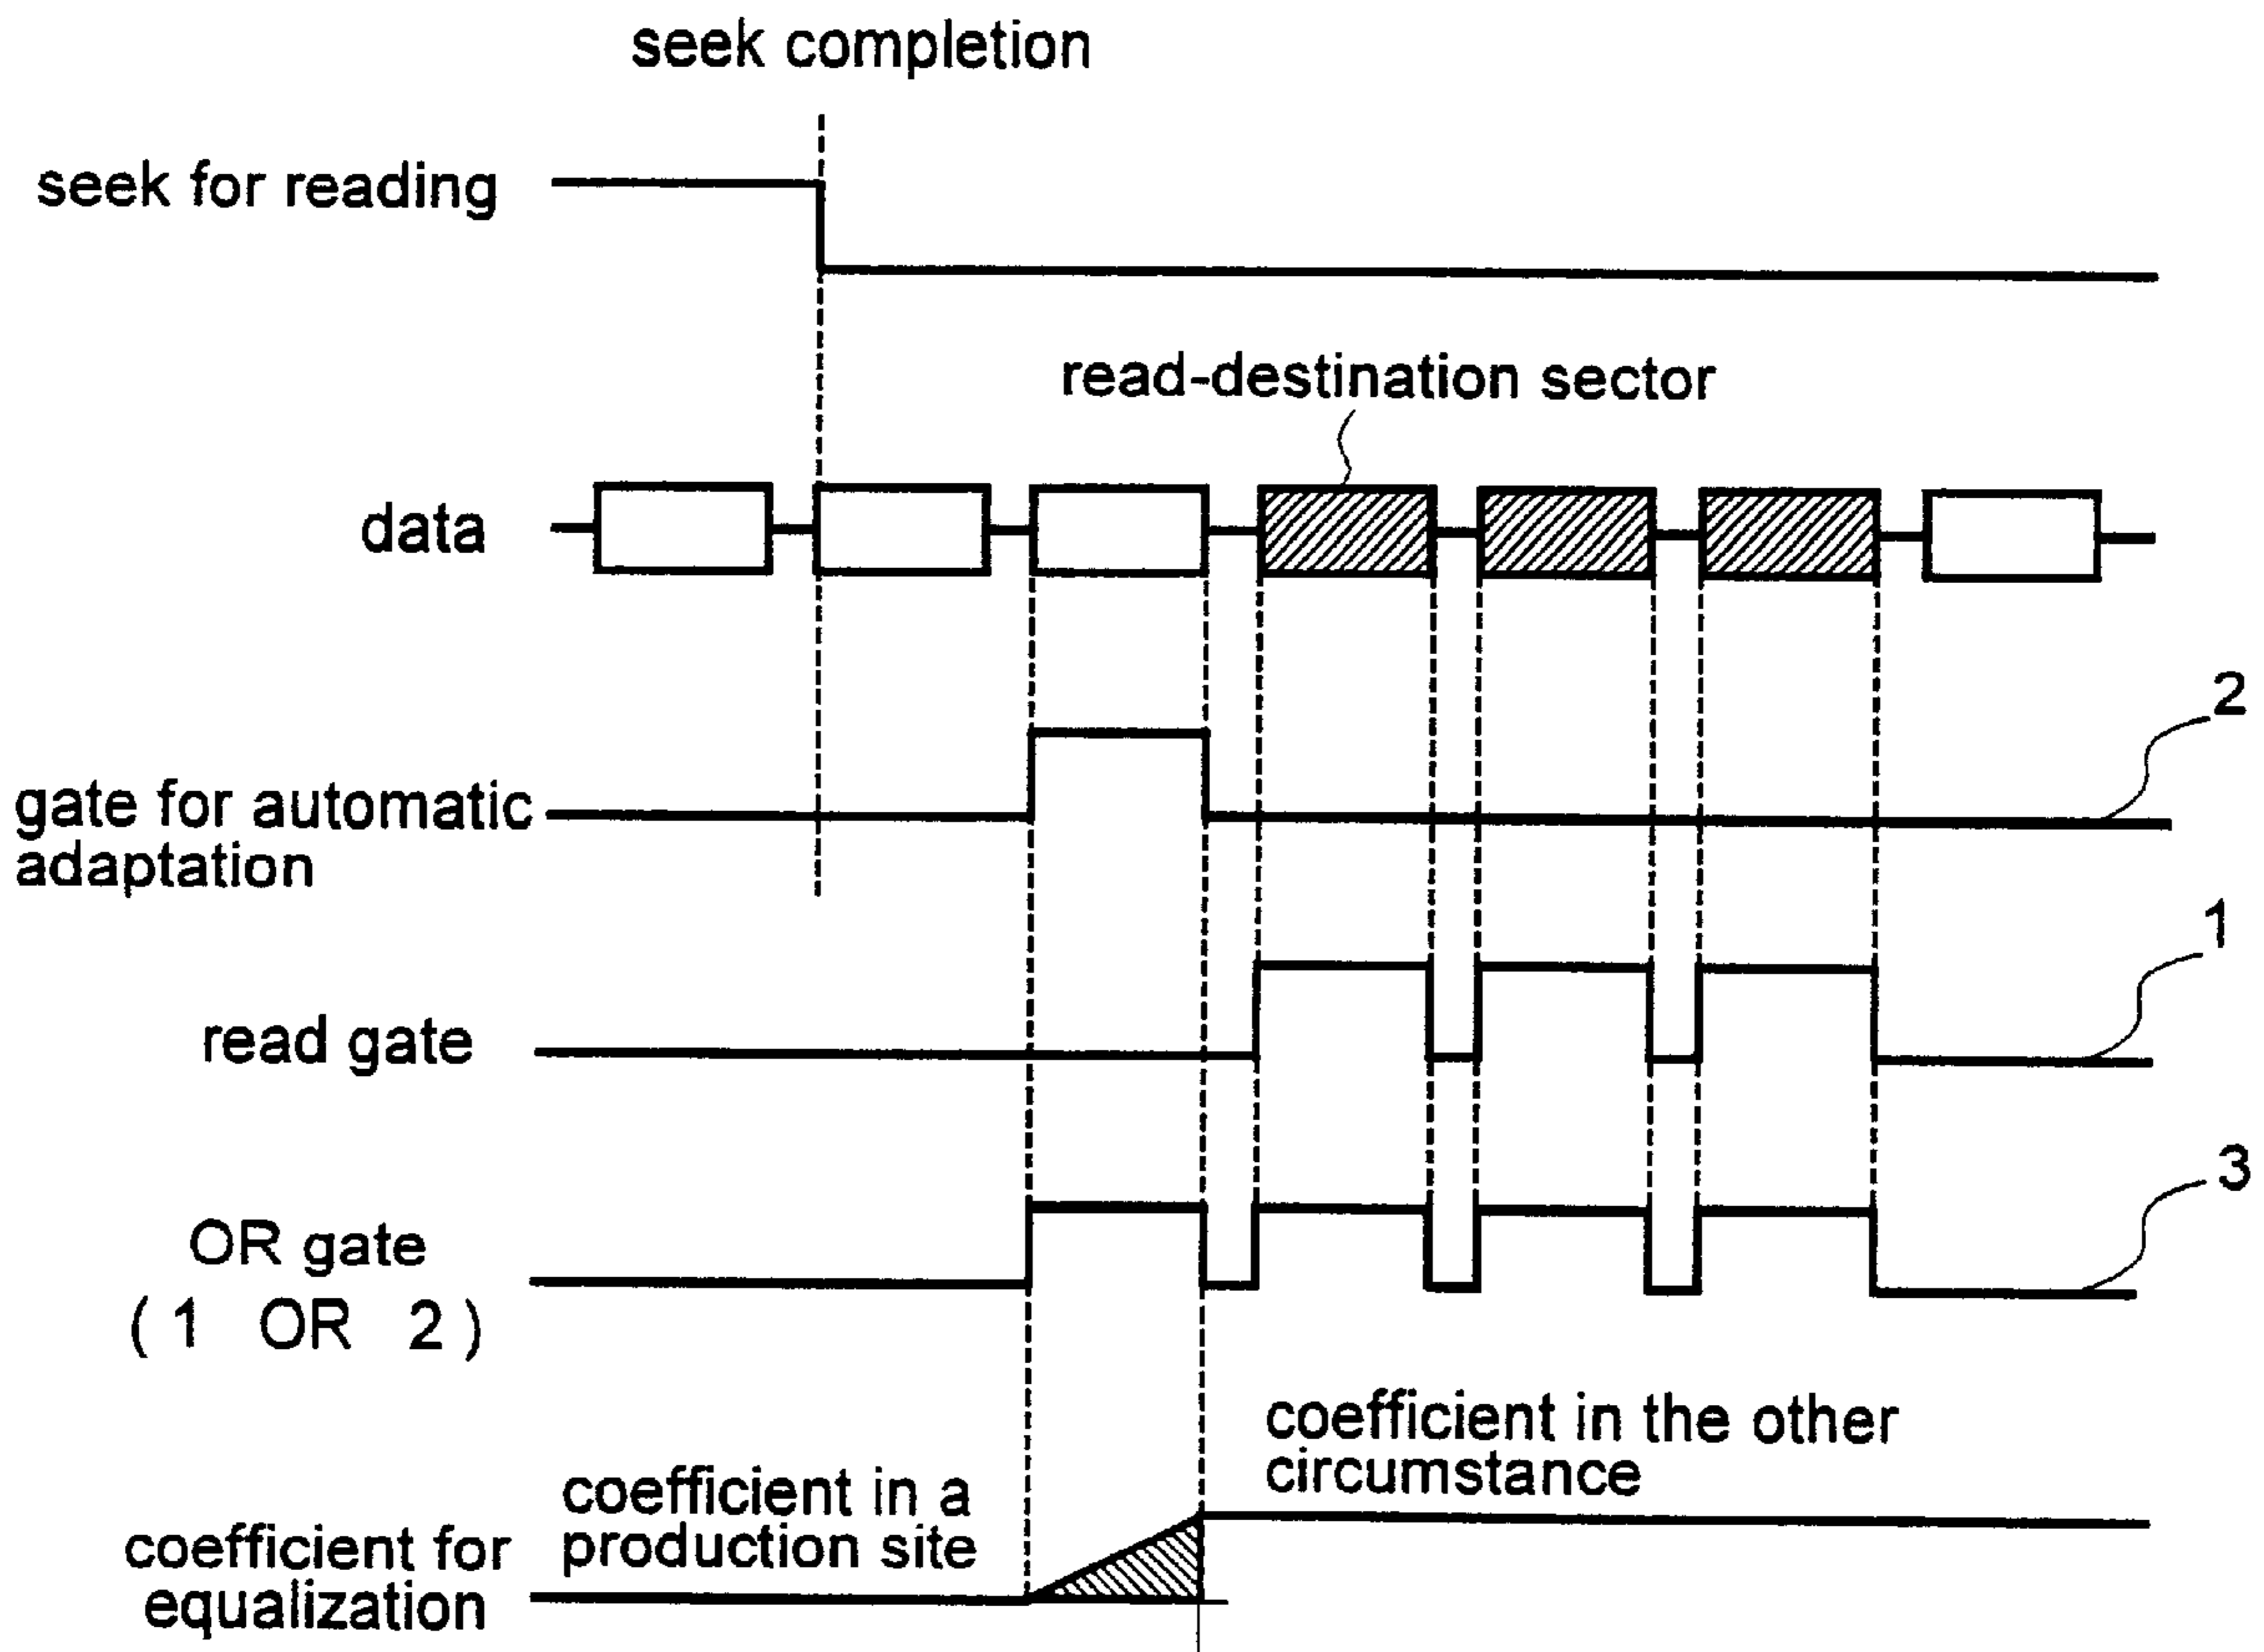 seek completion
seek for reading
read-destination sector
data
2
gate for automatic
adaptation
1
read gate
3
OR gate
( 1 OR 2 )
coefficient in the other
circumstance
coefficient in a
production site
coefficient for
equalization